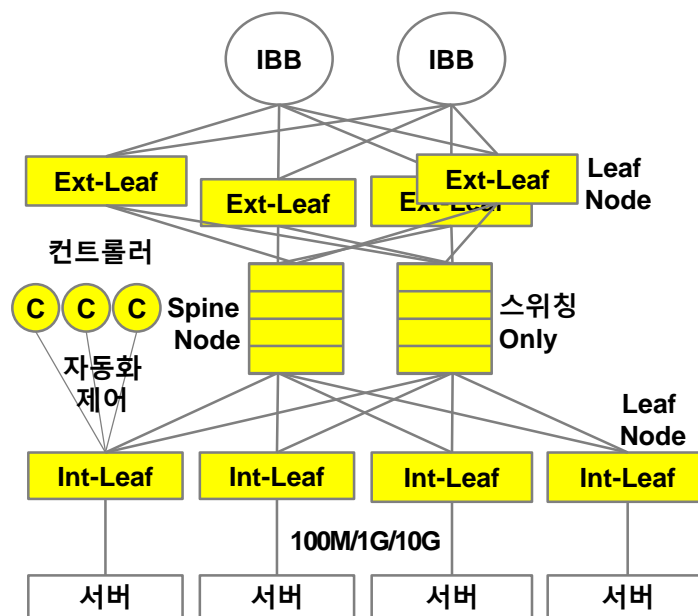 IBB
IBB
Ext-Leaf
Ext-Leaf
Ext-Leaf
Ext-Leaf
Leaf
Node
컨트롤러
C
C
C
Spine
Node
스위칭
Only
자동화
제어
Leaf
Node
Int-Leaf
Int-Leaf
Int-Leaf
Int-Leaf
100M/1G/10G
서버
서버
서버
서버